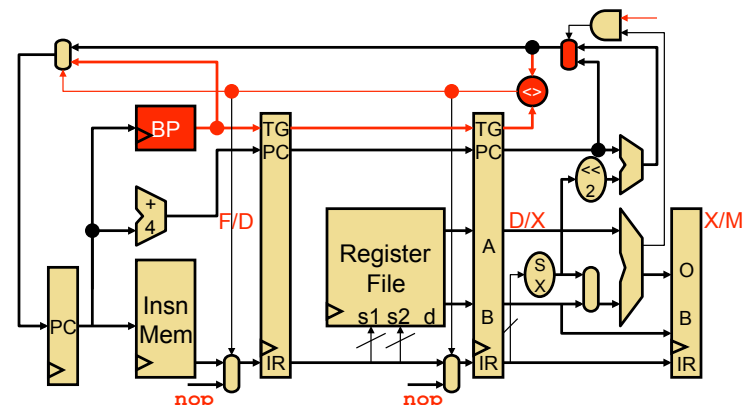 <>
BP
TG
PC
TG
PC
<<
2
+
4
F/D
D/X
X/M
Register
File
A
S
X
O
PC
Insn
Mem
s1 s2 d
B
B
IR
IR
IR
nop
nop